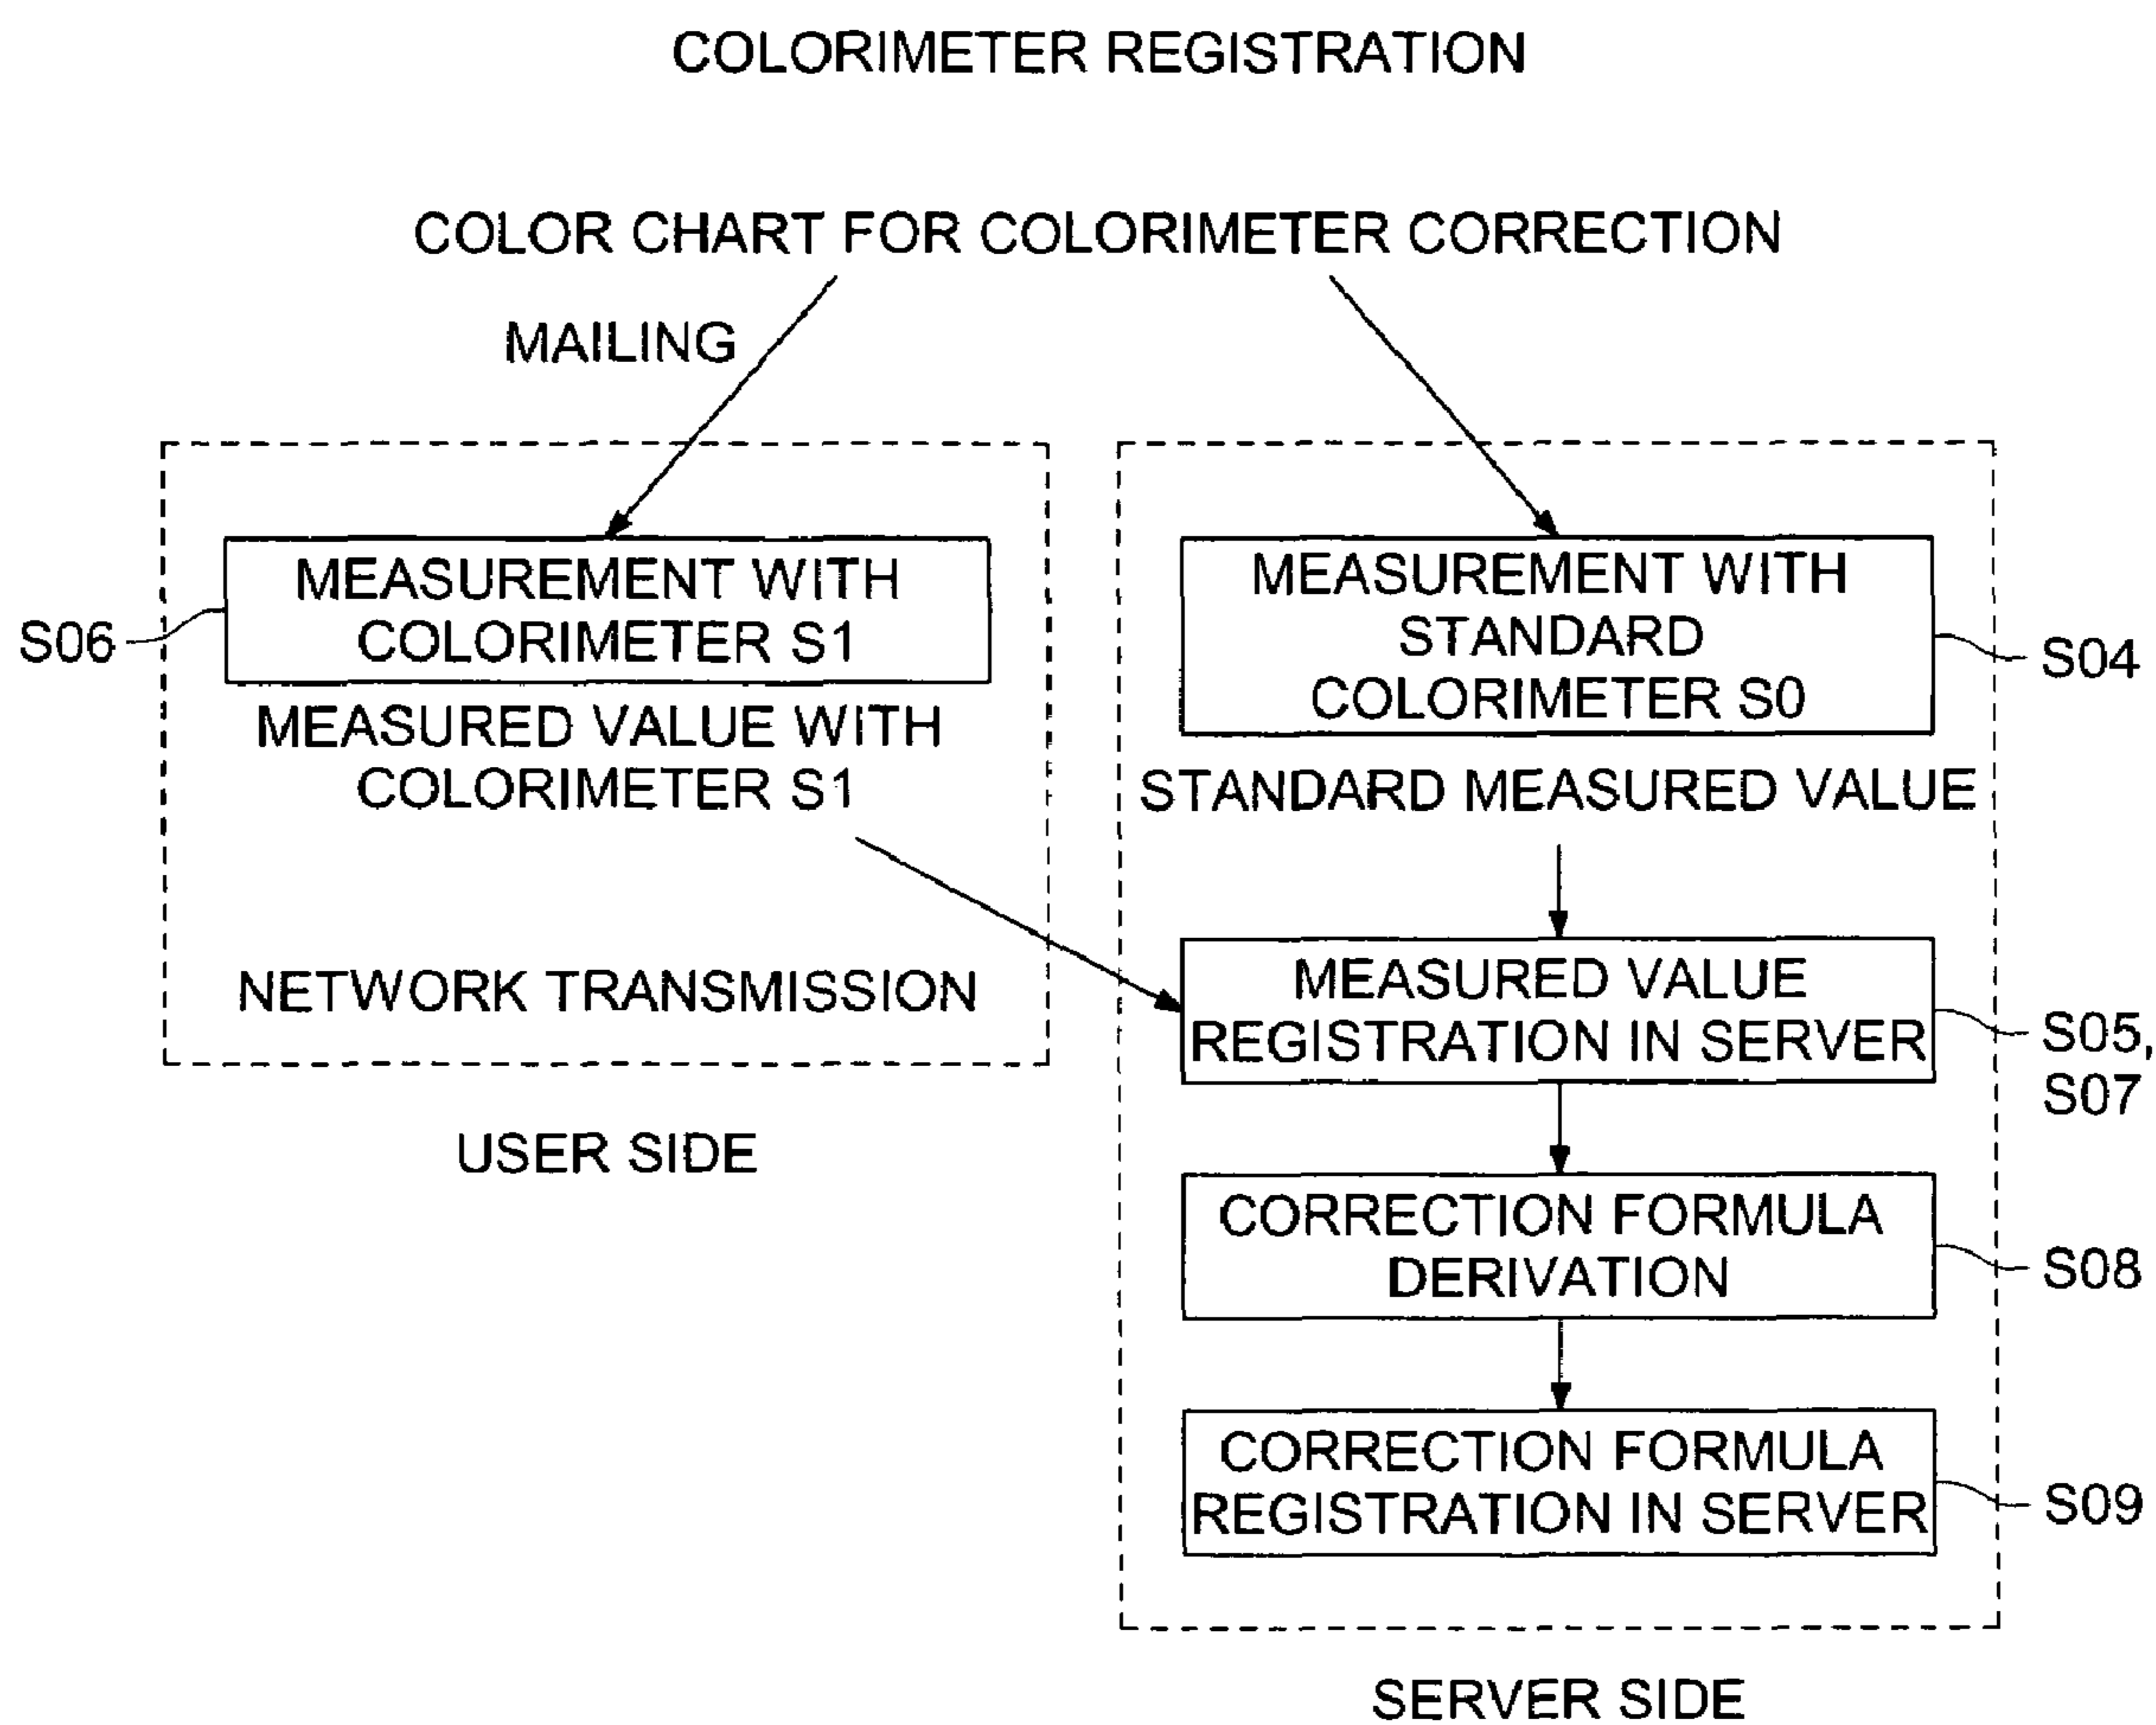 COLORIMETER REGISTRATION
COLOR CHART FOR COLORIMETER CORRECTION
MAILING
MEASUREMENT WITH
COLORIMETER S1
S06
MEASURED VALUE WITH
COLORIMETER S1
NETWORK TRANSMISSION
USER SIDE
MEASUREMENT WITH
STANDARD
COLORIMETER S0
S04
STANDARD MEASURED VALUE
MEASURED VALUE
REGISTRATION IN SERVER
S05,
S07
CORRECTION FORMULA
DERIVATION
S08
CORRECTION FORMULA
REGISTRATION IN SERVER
S09
SERVER SIDE